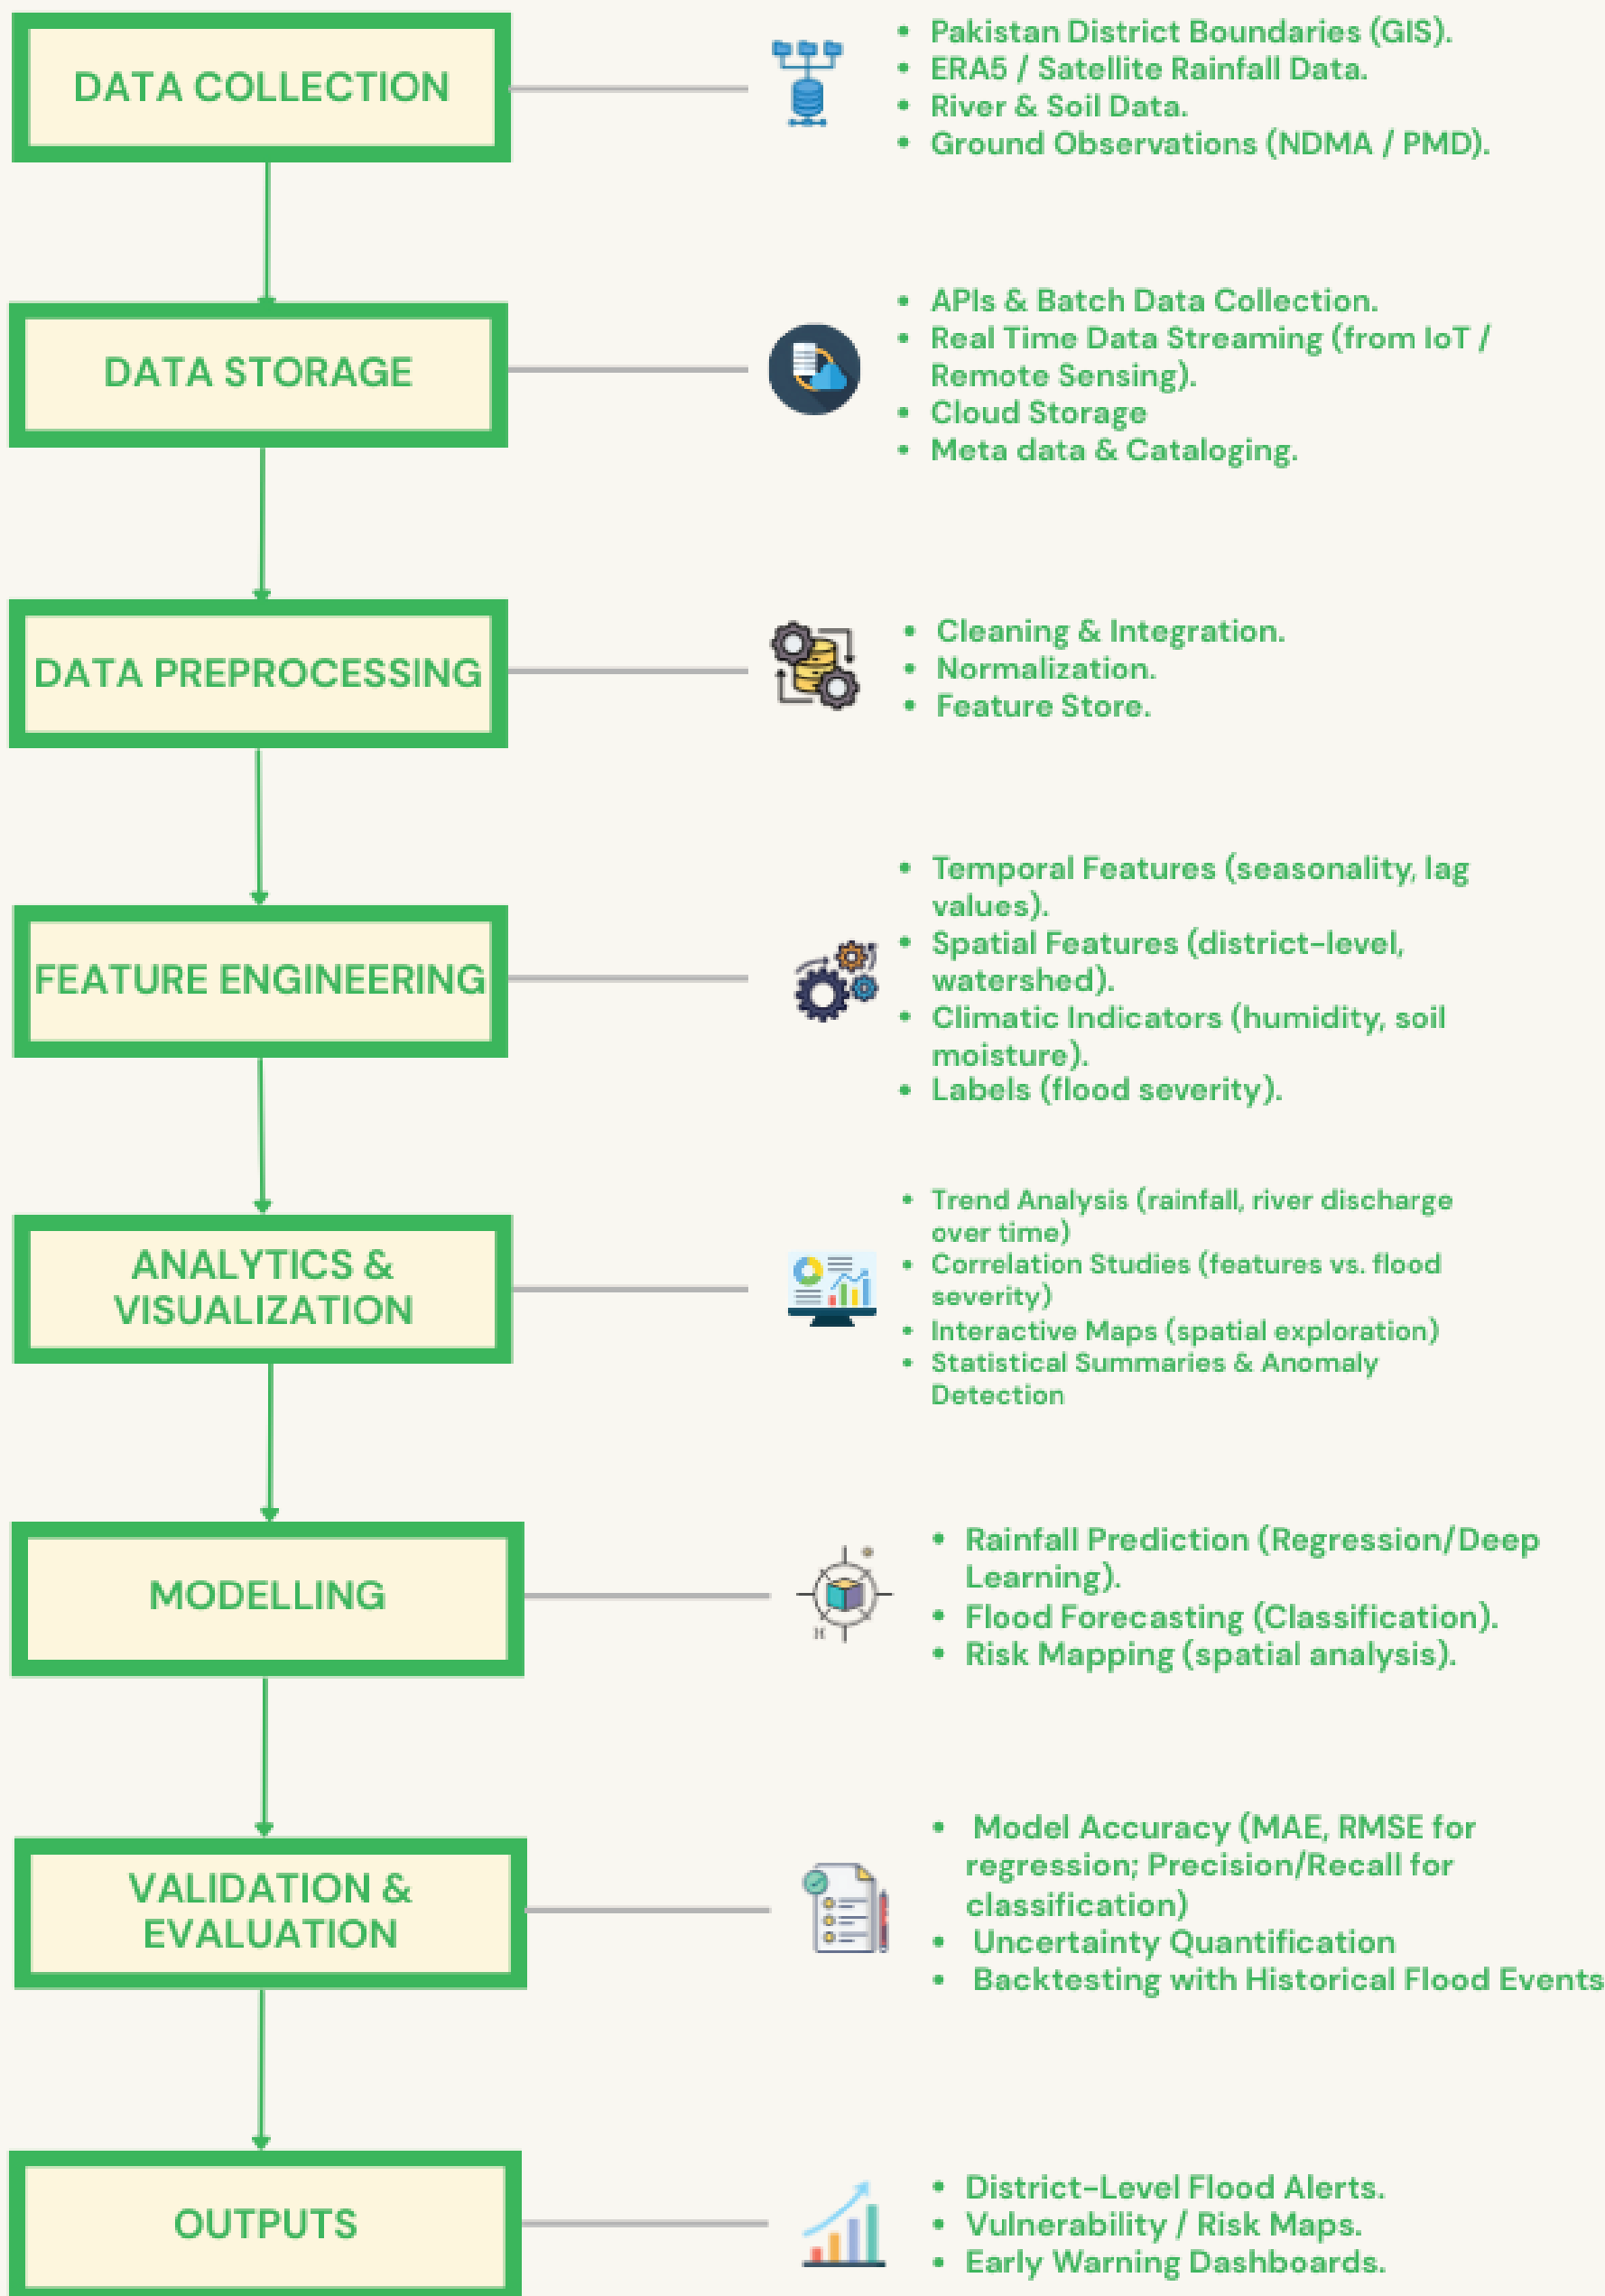 DATA COLLECTION
• Pakistan District Boundaries (GIS).
• ERA5 / Satellite Rainfall Data.
• River & Soil Data.
• Ground Observations (NDMA / PMD).
DATA STORAGE
• APIs & Batch Data Collection.
• Real Time Data Streaming (from IoT /
Remote Sensing).
• Cloud Storage
• Meta data & Cataloging.
DATA PREPROCESSING
• Cleaning & Integration.
• Normalization.
• Feature Store.
FEATURE ENGINEERING
• Temporal Features (seasonality, lag
values).
• Spatial Features (district-level,
watershed).
• Climatic Indicators (humidity, soil
moisture).
• Labels (flood severity).
ANALYTICS &
VISUALIZATION
• Trend Analysis (rainfall, river discharge
over time)
• Correlation Studies (features vs. flood
severity)
• Interactive Maps (spatial exploration)
• Statistical Summaries & Anomaly
Detection
MODELLING
H
• Rainfall Prediction (Regression/Deep
Learning).
• Flood Forecasting (Classification).
• Risk Mapping (spatial analysis).
VALIDATION &
EVALUATION
• Model Accuracy (MAE, RMSE for
regression; Precision/Recall for
classification)
• Uncertainty Quantification
• Backtesting with Historical Flood Events
OUTPUTS
• District-Level Flood Alerts.
• Vulnerability / Risk Maps.
• Early Warning Dashboards.